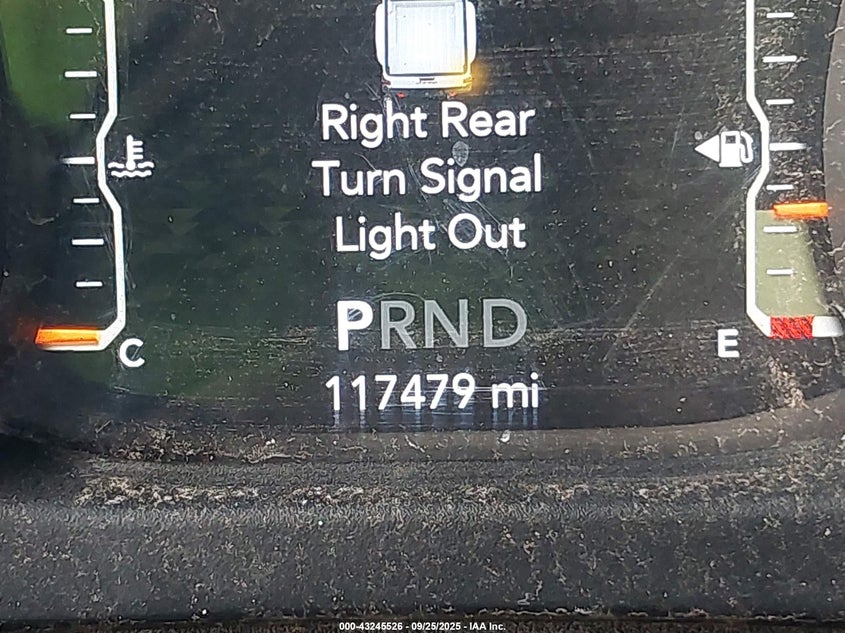 Right Rear
Turn Signal
Light Out
PRND
C
E
117479 mi
000-43245526 - 09/25/2025 - IAA Inc.